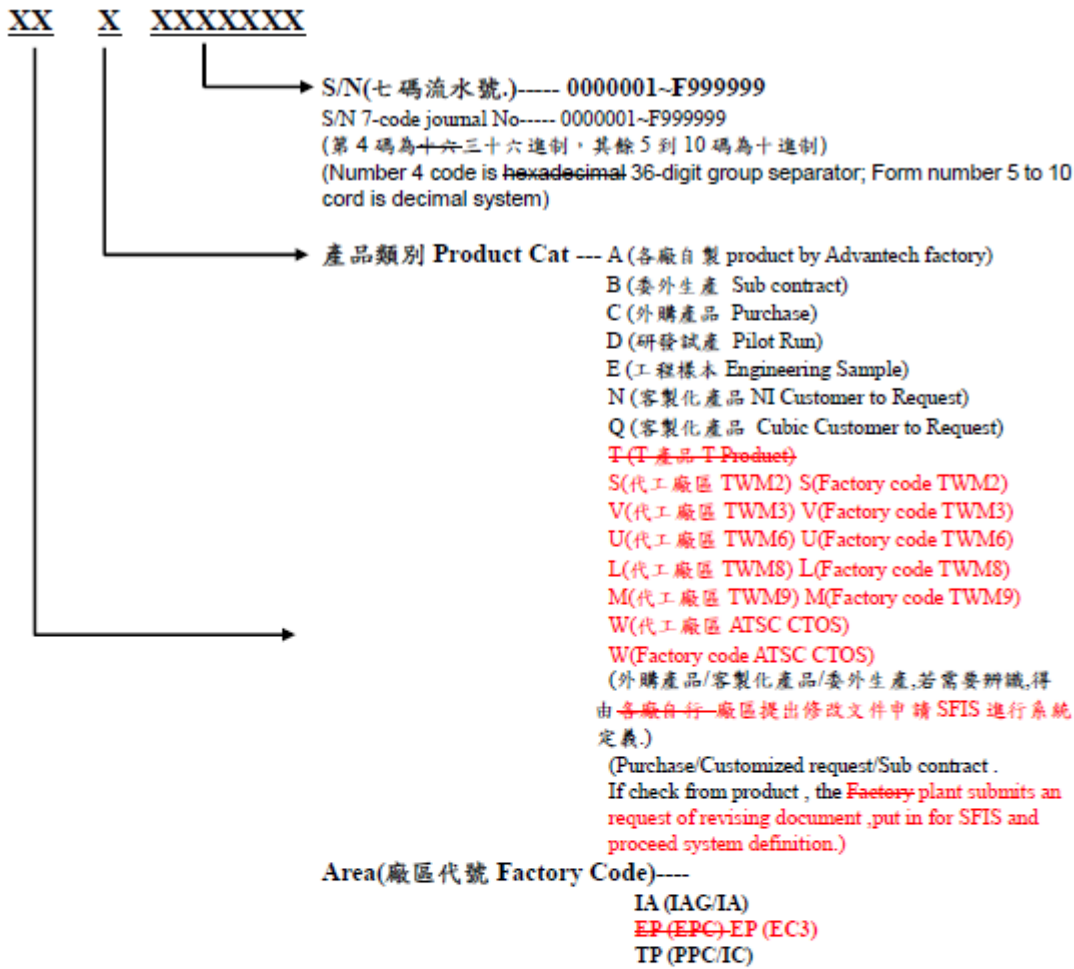 XX X XXXXXXX
S/N(七碼流水號.)----- 0000001~F999999
S/N 7-code journal No----- 0000001~F999999
(第 4 碼為十六三十六進制，其餘 5 到 10 碼為十進制)
(Number 4 code is hexadecimal 36-digit group separator; Form number 5 to 10
cord is decimal system)
產品類別 Product Cat --- A (各廠自製 product by Advantech factory)
B (委外生產 Sub contract)
C (外購產品 Purchase)
D (研發試產 Pilot Run)
E (工程樣本 Engineering Sample)
N (客製化產品 NI Customer to Request)
Q (客製化產品 Cubic Customer to Request)
T (T 產品 T Product)
S(代工廠區 TWM2) S(Factory code TWM2)
V(代工廠區 TWM3) V(Factory code TWM3)
U(代工廠區 TWM6) U(Factory code TWM6)
L(代工廠區 TWM8) L(Factory code TWM8)
M(代工廠區 TWM9) M(Factory code TWM9)
W(代工廠區 ATSC CTOS)
W(Factory code ATSC CTOS)
(外購產品/客製化產品/委外生產,若需要辨識,得
由 各廠自行 廠區提出修改文件申請 SFIS 進行系統
定義.)
(Purchase/Customized request/Sub contract .
If check from product , the Factory plant submits an
request of revising document ,put in for SFIS and
proceed system definition.)
Area(廠區代號 Factory Code)----
IA (IAG/IA)
EP (EPC) EP (EC3)
TP (PPC/IC)